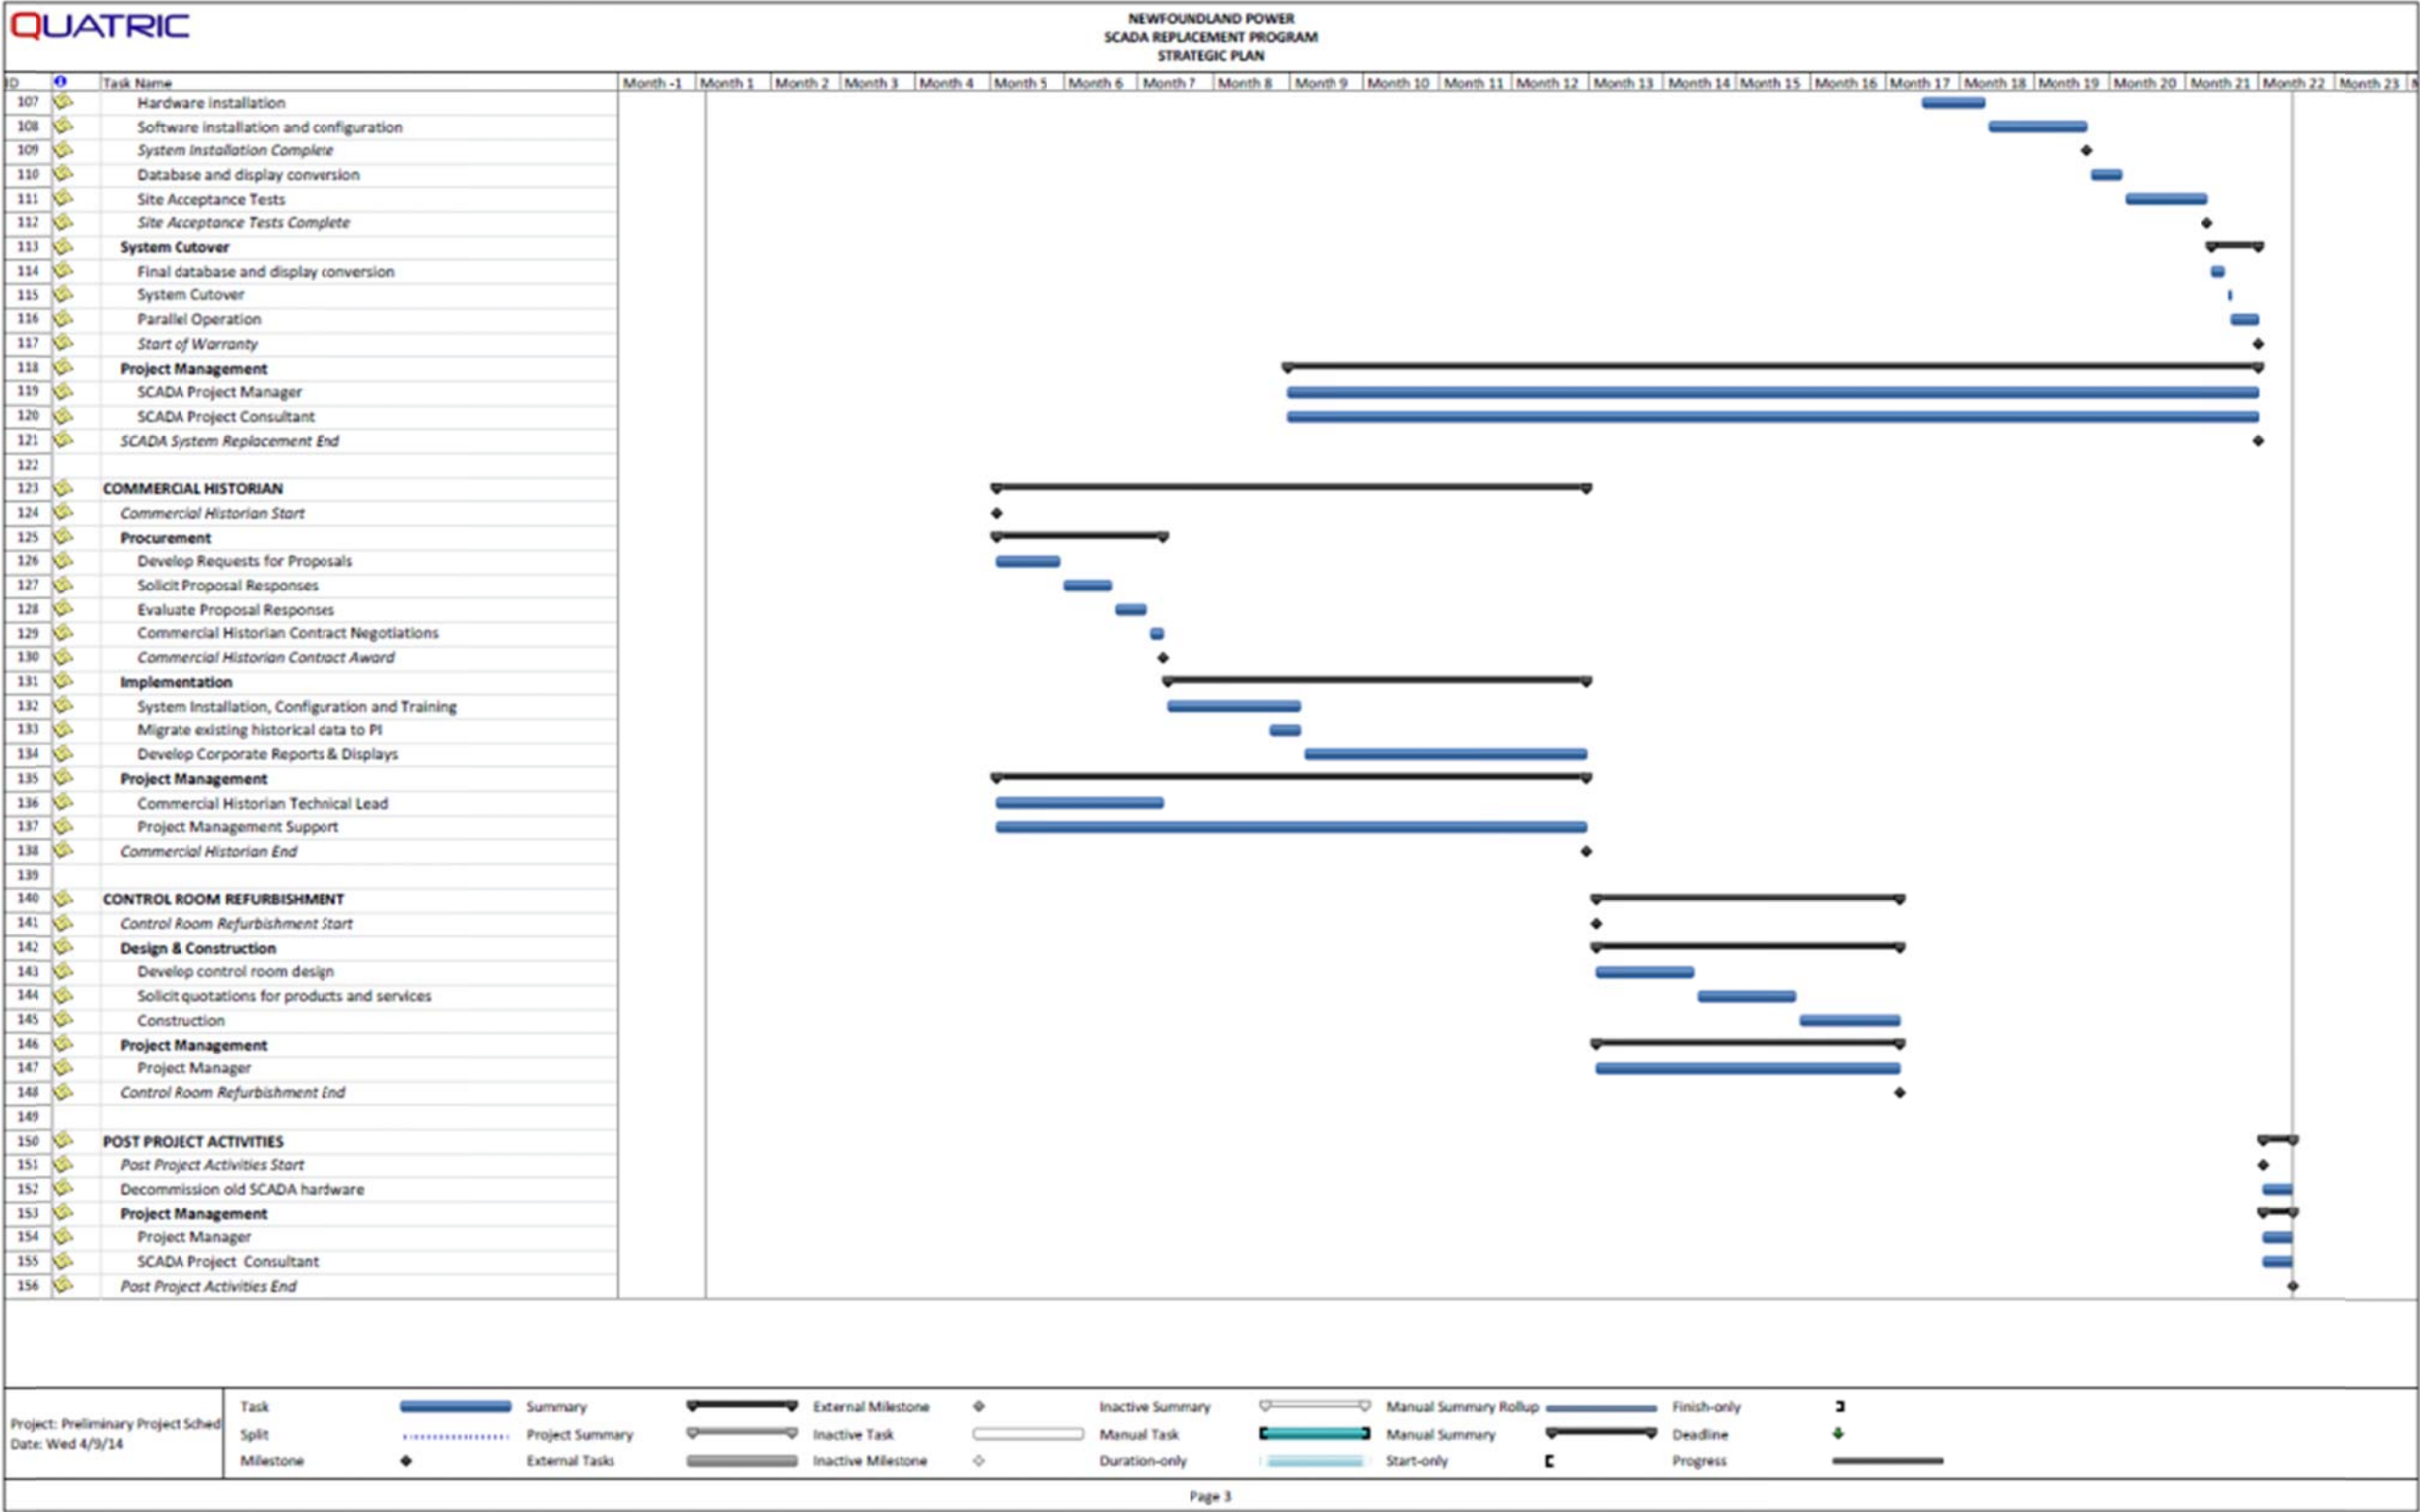 QUATRIC
NEWFOUNDLAND POWER
SCADA REPLACEMENT PROGRAM
STRATEGIC PLAN
ID Task Name Month -1 Month 1 Month 2 Month 3 Month 4 Month 5 Month 6 Month 7 Month 8 Month 9 Month 10 Month 11 Month 12 Month 13 Month 14 Month 15 Month 16 Month 17 Month 18 Month 19 Month 20 Month 21 Month 22 Month 23
107 Hardware installation
108 Software installation and configuration
109 System Installation Complete
110 Database and display conversion
111 Site Acceptance Tests
112 Site Acceptance Tests Complete
113 System Cutover
114 Final database and display conversion
115 System Cutover
116 Parallel Operation
117 Start of Warranty
118 Project Management
119 SCADA Project Manager
120 SCADA Project Consultant
121 SCADA System Replacement End
122
123 COMMERCIAL HISTORIAN
124 Commercial Historian Start
125 Procurement
126 Develop Requests for Proposals
127 Solicit Proposal Responses
128 Evaluate Proposal Responses
129 Commercial Historian Contract Negotiations
130 Commercial Historian Contract Award
131 Implementation
132 System Installation, Configuration and Training
133 Migrate existing historical data to PI
134 Develop Corporate Reports & Displays
135 Project Management
136 Commercial Historian Technical Lead
137 Project Management Support
138 Commercial Historian End
139
140 CONTROL ROOM REFURBISHMENT
141 Control Room Refurbishment Start
142 Design & Construction
143 Develop control room design
144 Solicit quotations for products and services
145 Construction
146 Project Management
147 Project Manager
148 Control Room Refurbishment End
149
150 POST PROJECT ACTIVITIES
151 Post Project Activities Start
152 Decommission old SCADA hardware
153 Project Management
154 Project Manager
155 SCADA Project Consultant
156 Post Project Activities End
Project: Preliminary Project Sched
Date: Wed 4/9/14
Task Summary External Milestone Inactive Summary Manual Summary Rollup Finish-only
Split Project Summary Inactive Task Manual Task Manual Summary Deadline
Milestone External Tasks Inactive Milestone Duration-only Start-only Progress
Page 3